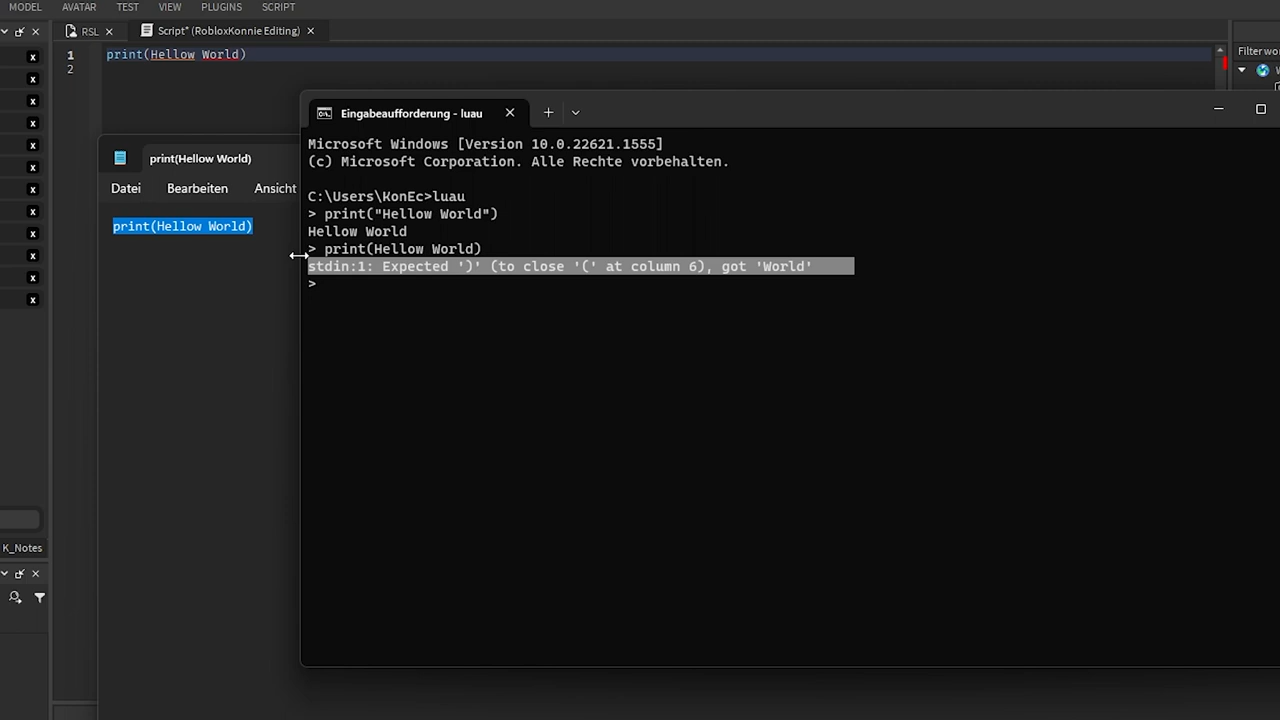 MODEL AVATAR TEST VIEW PLUGINS SCRIPT
RSL Script* (RobloxKonnie Editing)
1 print(Hellow World)
2
Filter wor
x
x
x
x
x
x
x
x
x
x
x
x
K_Notes
print(Hellow World)
Datei Bearbeiten Ansicht
print(Hellow World)
Eingabeaufforderung - luau
Microsoft Windows [Version 10.0.22621.1555]
(c) Microsoft Corporation. Alle Rechte vorbehalten.
C:\Users\KonEc>luau
> print("Hellow World")
Hellow World
> print(Hellow World)
stdin:1: Expected ')' (to close '(' at column 6), got 'World'
>